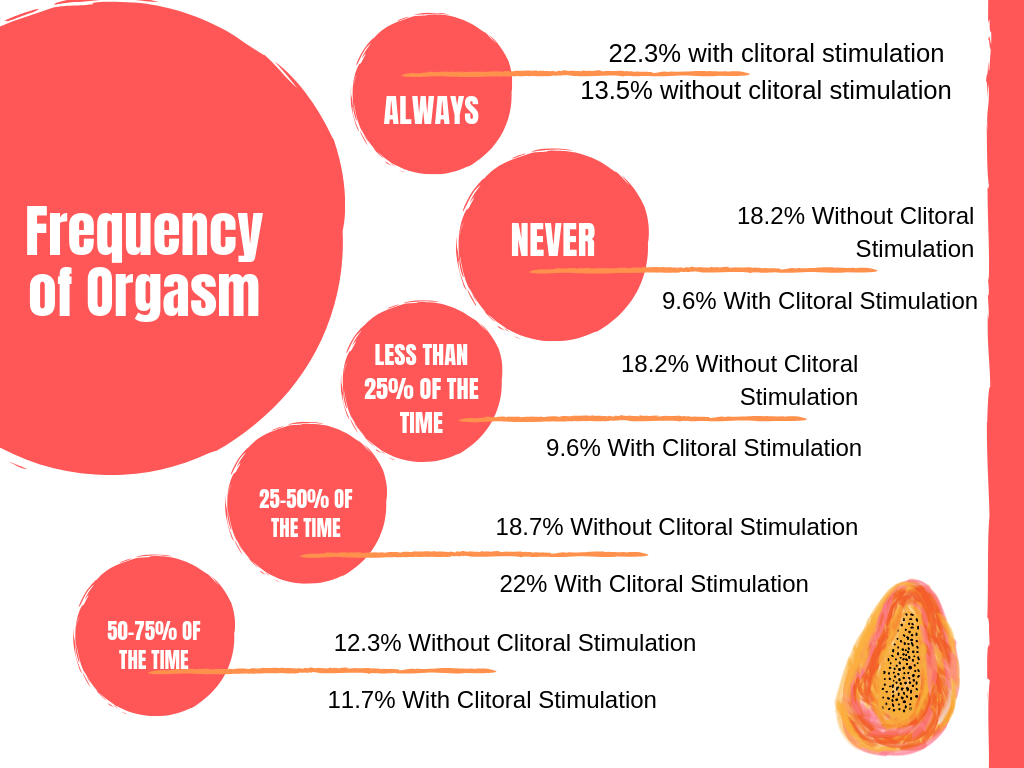 Frequency
of Orgasm
ALWAYS
22.3% with clitoral stimulation
13.5% without clitoral stimulation
NEVER
18.2% Without Clitoral
Stimulation
9.6% With Clitoral Stimulation
LESS THAN
25% OF THE
TIME
18.2% Without Clitoral
Stimulation
9.6% With Clitoral Stimulation
25-50% OF
THE TIME
18.7% Without Clitoral Stimulation
22% With Clitoral Stimulation
50-75% OF
THE TIME
12.3% Without Clitoral Stimulation
11.7% With Clitoral Stimulation